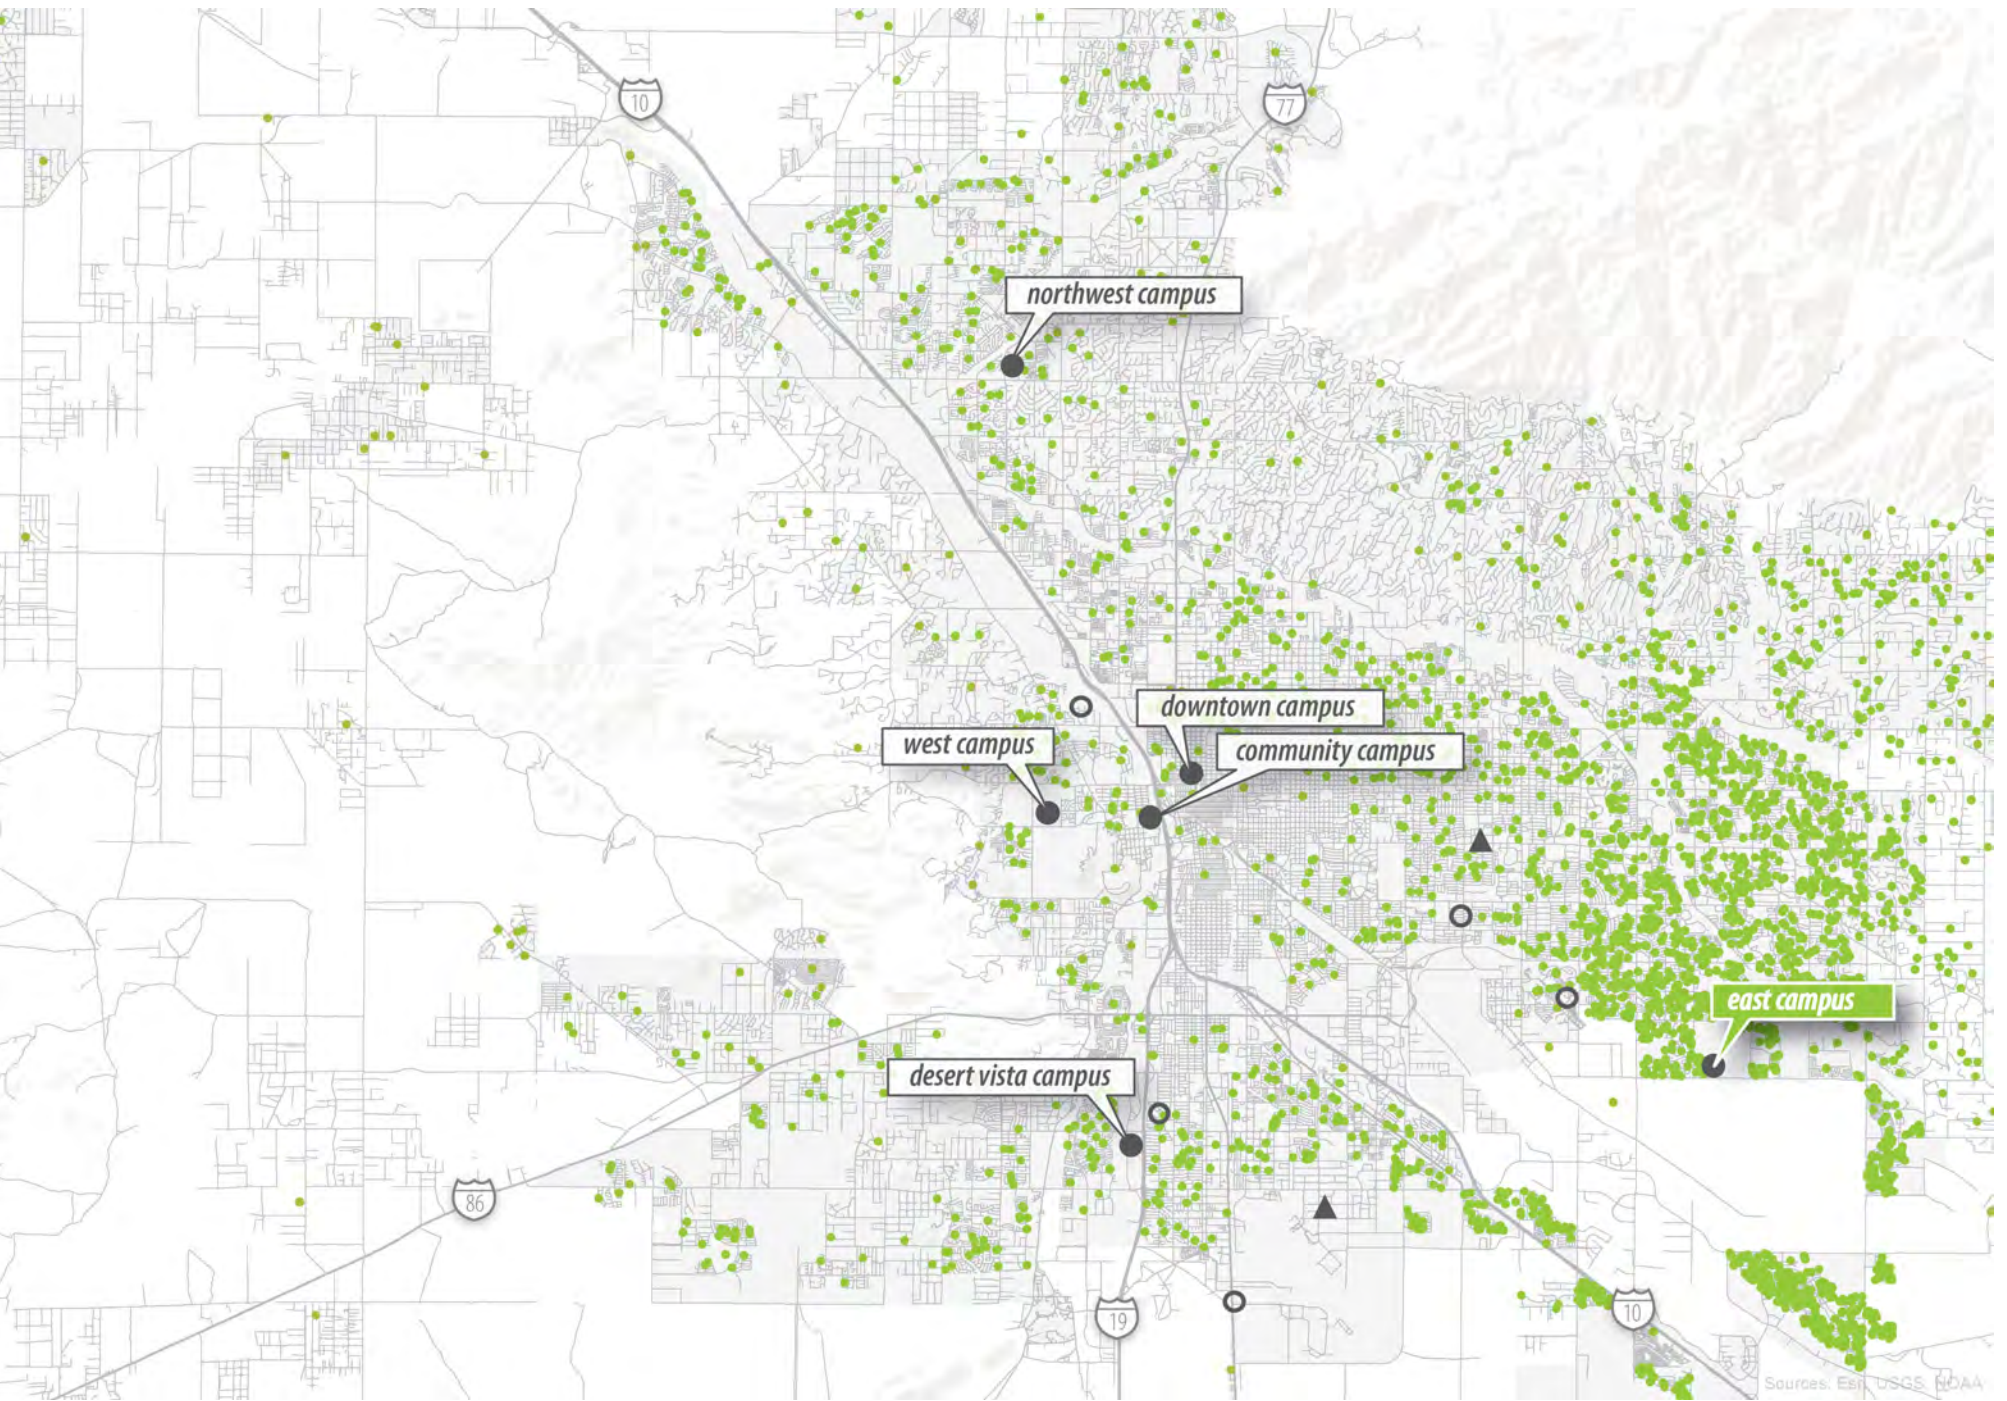 10
77
northwest campus
downtown campus
west campus
community campus
east campus
desert vista campus
86
19
10
Sources: Esri, USGS, NOAA